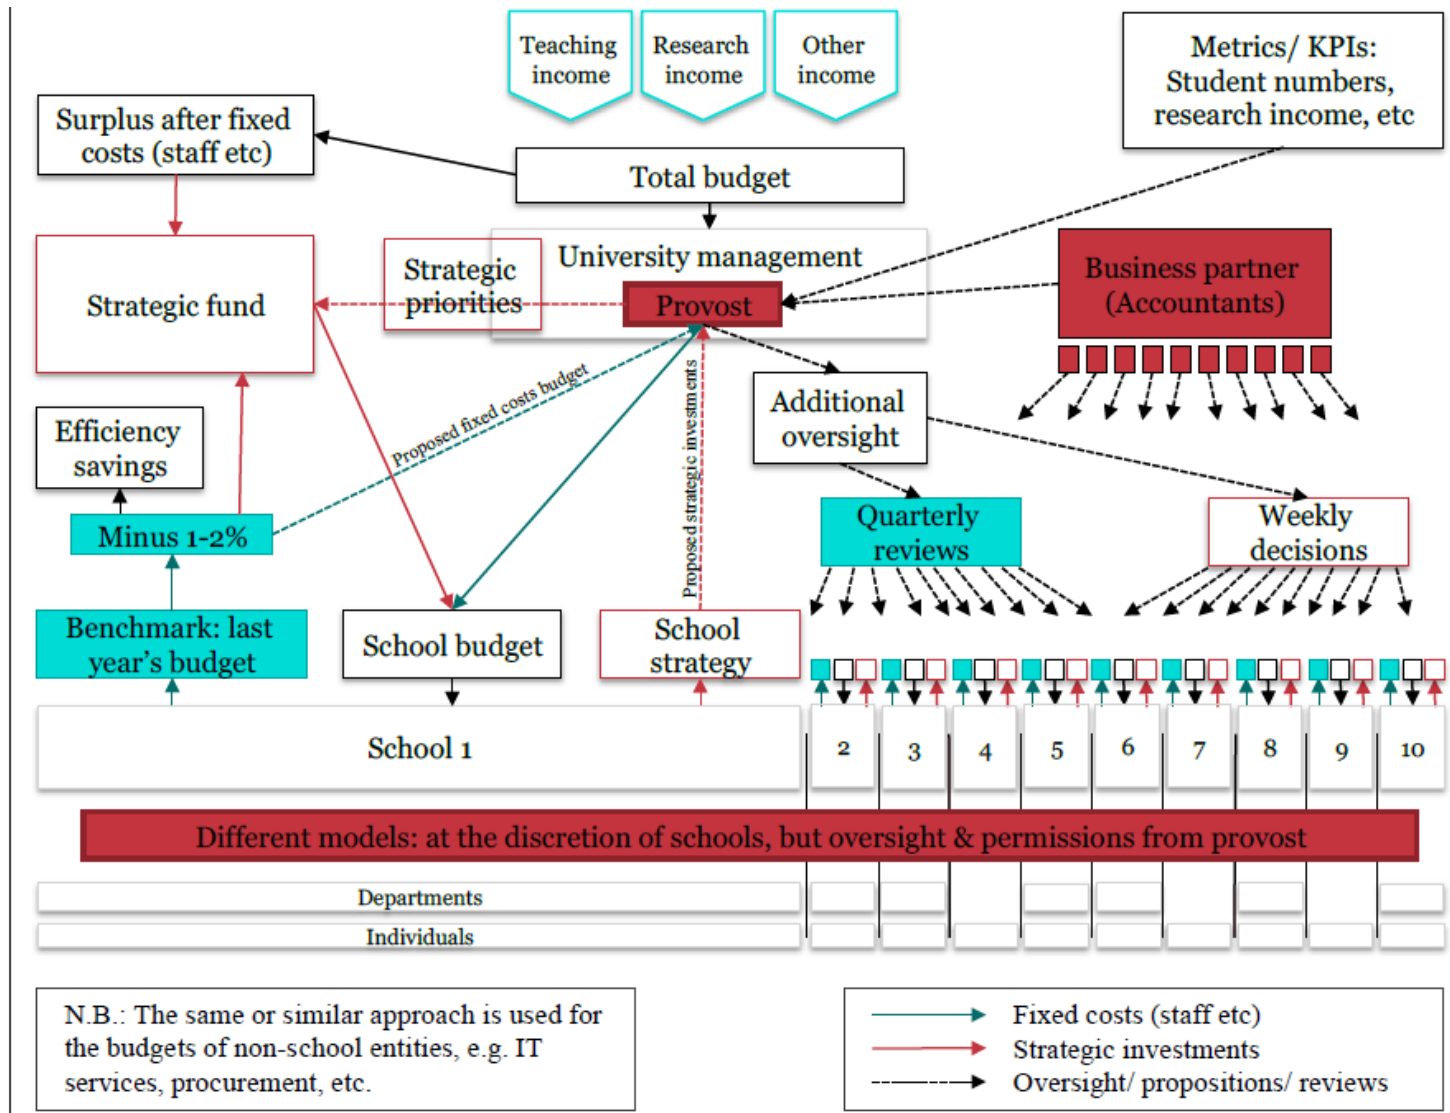 Teaching
income
Research
income
Other
income
Metrics/ KPIs:
Student numbers,
research income, etc
Surplus after fixed
costs (staff etc)
Total budget
University management
Strategic
priorities
Provost
Strategic fund
Business partner
(Accountants)
Proposed fixed costs budget
Proposed strategic investments
Additional
oversight
Efficiency
savings
Minus 1-2%
Quarterly
reviews
Weekly
decisions
Benchmark: last
year’s budget
School budget
School
strategy
School 1
2
3
4
5
6
7
8
9
10
Different models: at the discretion of schools, but oversight & permissions from provost
Departments
Individuals
N.B.: The same or similar approach is used for
the budgets of non-school entities, e.g. IT
services, procurement, etc.
Fixed costs (staff etc)
Strategic investments
Oversight/ propositions/ reviews